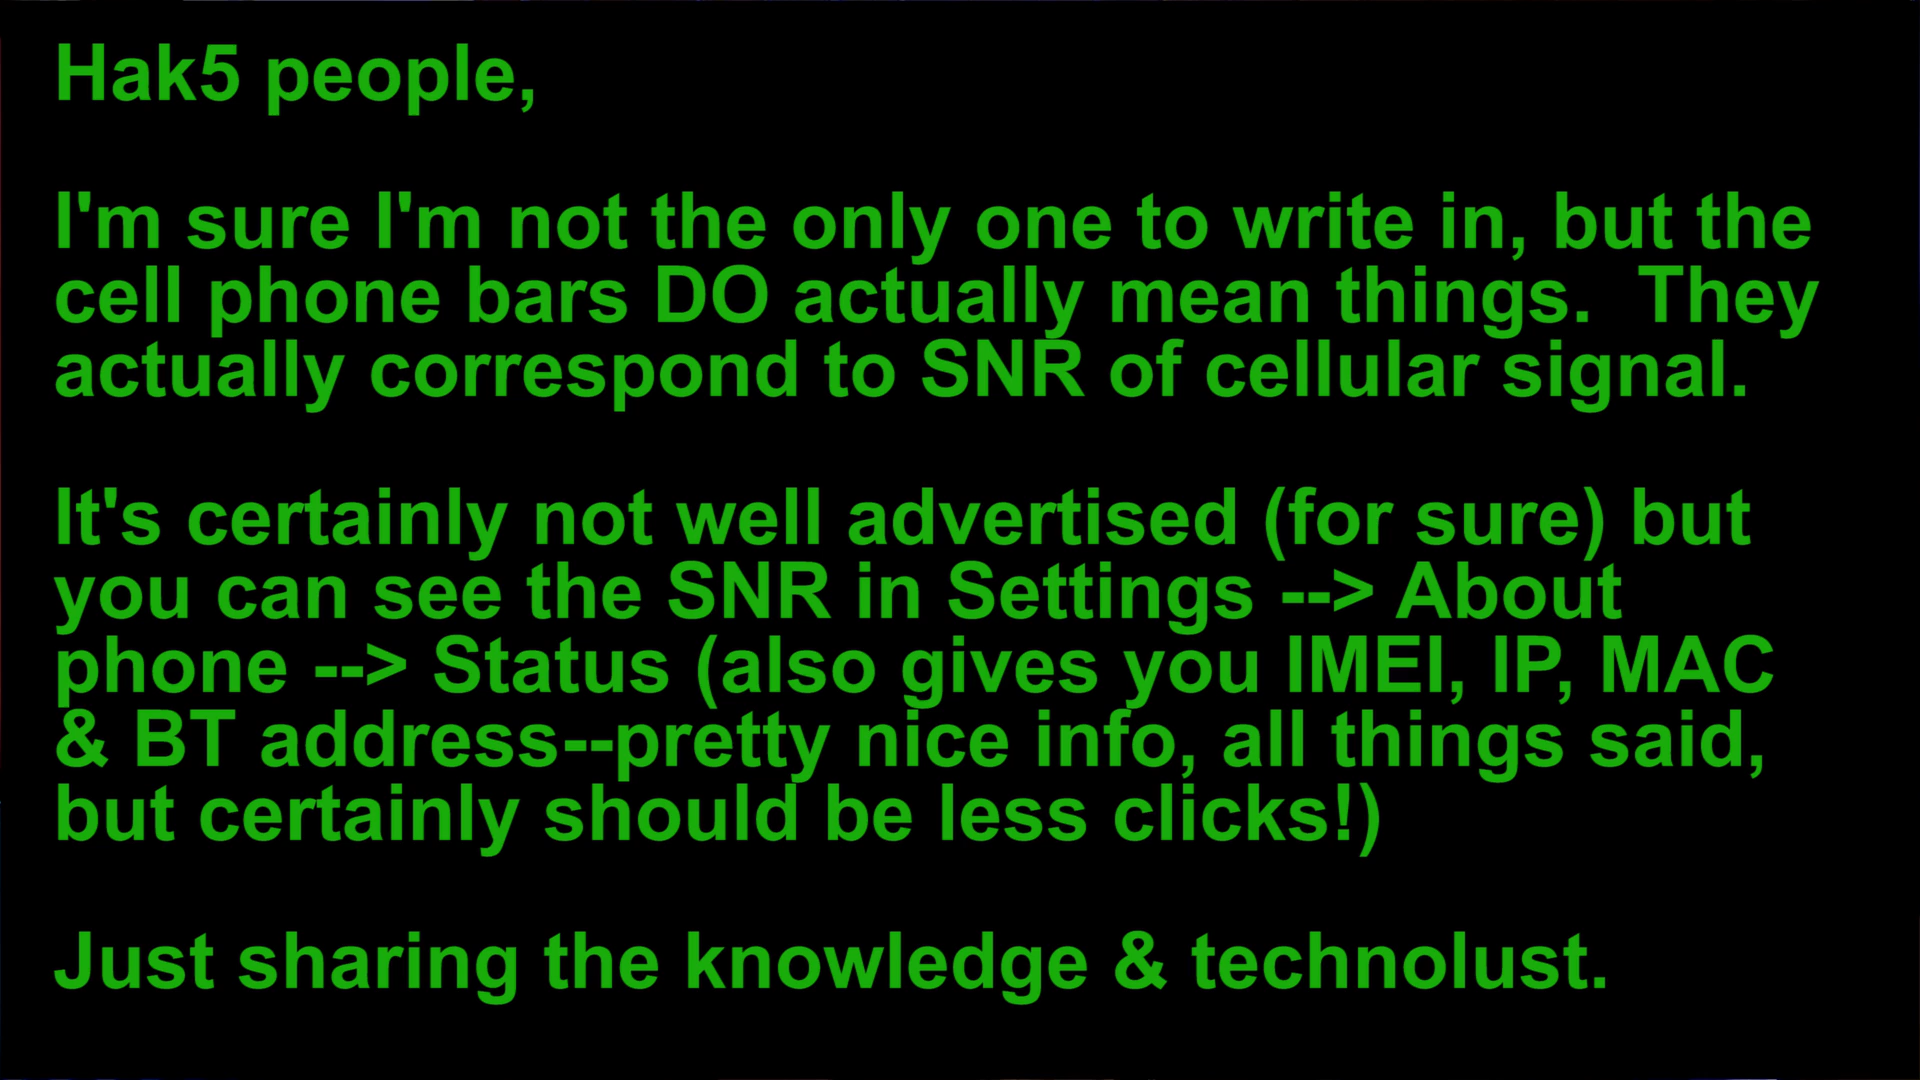 Hak5 people,
I'm sure I'm not the only one to write in, but the
cell phone bars DO actually mean things.  They
actually correspond to SNR of cellular signal.
It's certainly not well advertised (for sure) but
you can see the SNR in Settings --> About
phone --> Status (also gives you IMEI, IP, MAC
& BT address--pretty nice info, all things said,
but certainly should be less clicks!)
Just sharing the knowledge & technolust.